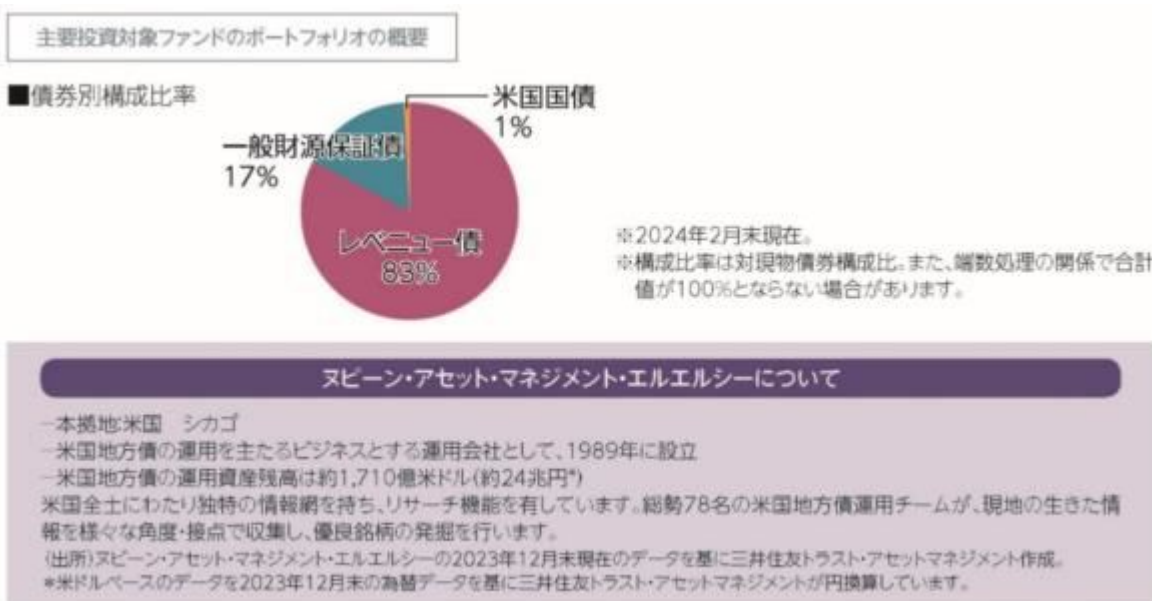 主要投資対象ファンドのポートフォリオの概要
■債券別構成比率
米国国債
1%
一般財源保証債
17%
レベニュー債
83%
※2024年2月末現在。
※構成比率は対現物債券構成比。また、端数処理の関係で合計
値が100%とならない場合があります。
ヌビーン・アセット・マネジメント・エルエルシーについて
―本拠地:米国　シカゴ
―米国地方債の運用を主たるビジネスとする運用会社として、1989年に設立
―米国地方債の運用資産残高は約1,710億米ドル(約24兆円*)
米国全土にわたり独特の情報網を持ち、リサーチ機能を有しています。総勢78名の米国地方債運用チームが、現地の生きた情
報を様々な角度・接点で収集し、優良銘柄の発掘を行います。
(出所)ヌビーン・アセット・マネジメント・エルエルシーの2023年12月末現在のデータを基に三井住友トラスト・アセットマネジメント作成。
*米ドルベースのデータを2023年12月末の為替データを基に三井住友トラスト・アセットマネジメントが円換算しています。